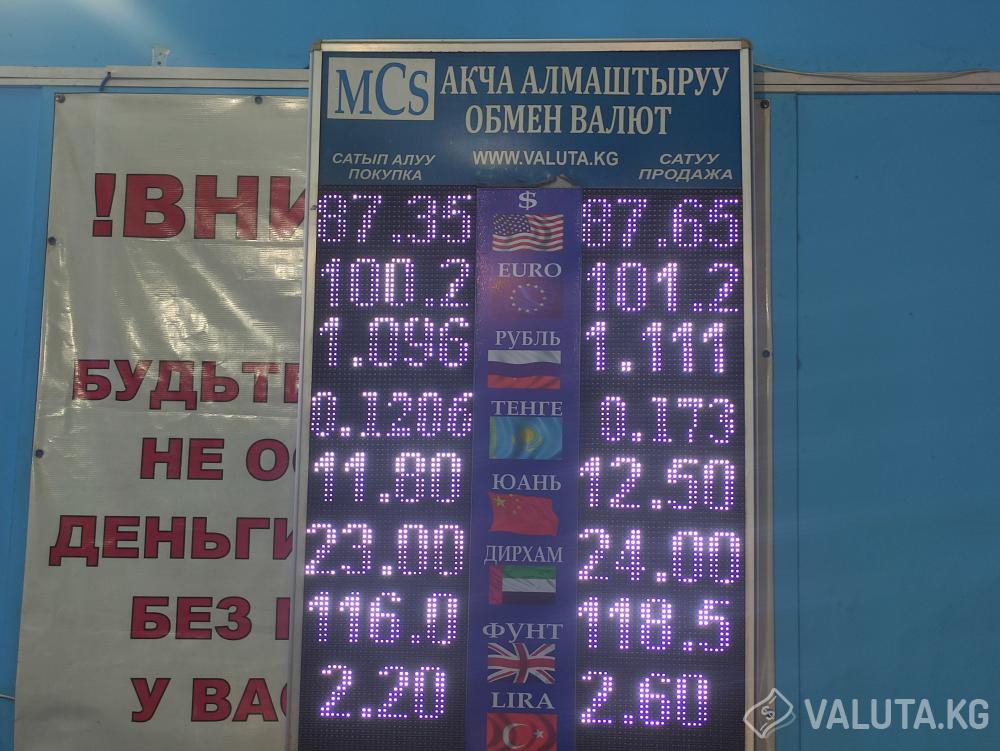 MCs
АКЧА АЛМАШТЫРУУ
ОБМЕН ВАЛЮТ
САТЫП АЛУУ WWW.VALUTA.KG САТУУ
ПОКУПКА ПРОДАЖА
87.35 $ 87.65
100.2 EURO 101.2
1.096 РУБЛЬ 1.111
0.1206 ТЕНГЕ 0.173
11.80 ЮАНЬ 12.50
23.00 ДИРХАМ 24.00
116.0 ФУНТ 118.5
2.20 LIRA 2.60
!ВНИ
БУДЬТЕ
НЕ ОС
ДЕНЬГИ
БЕЗ
У ВАС
VALUTA.KG